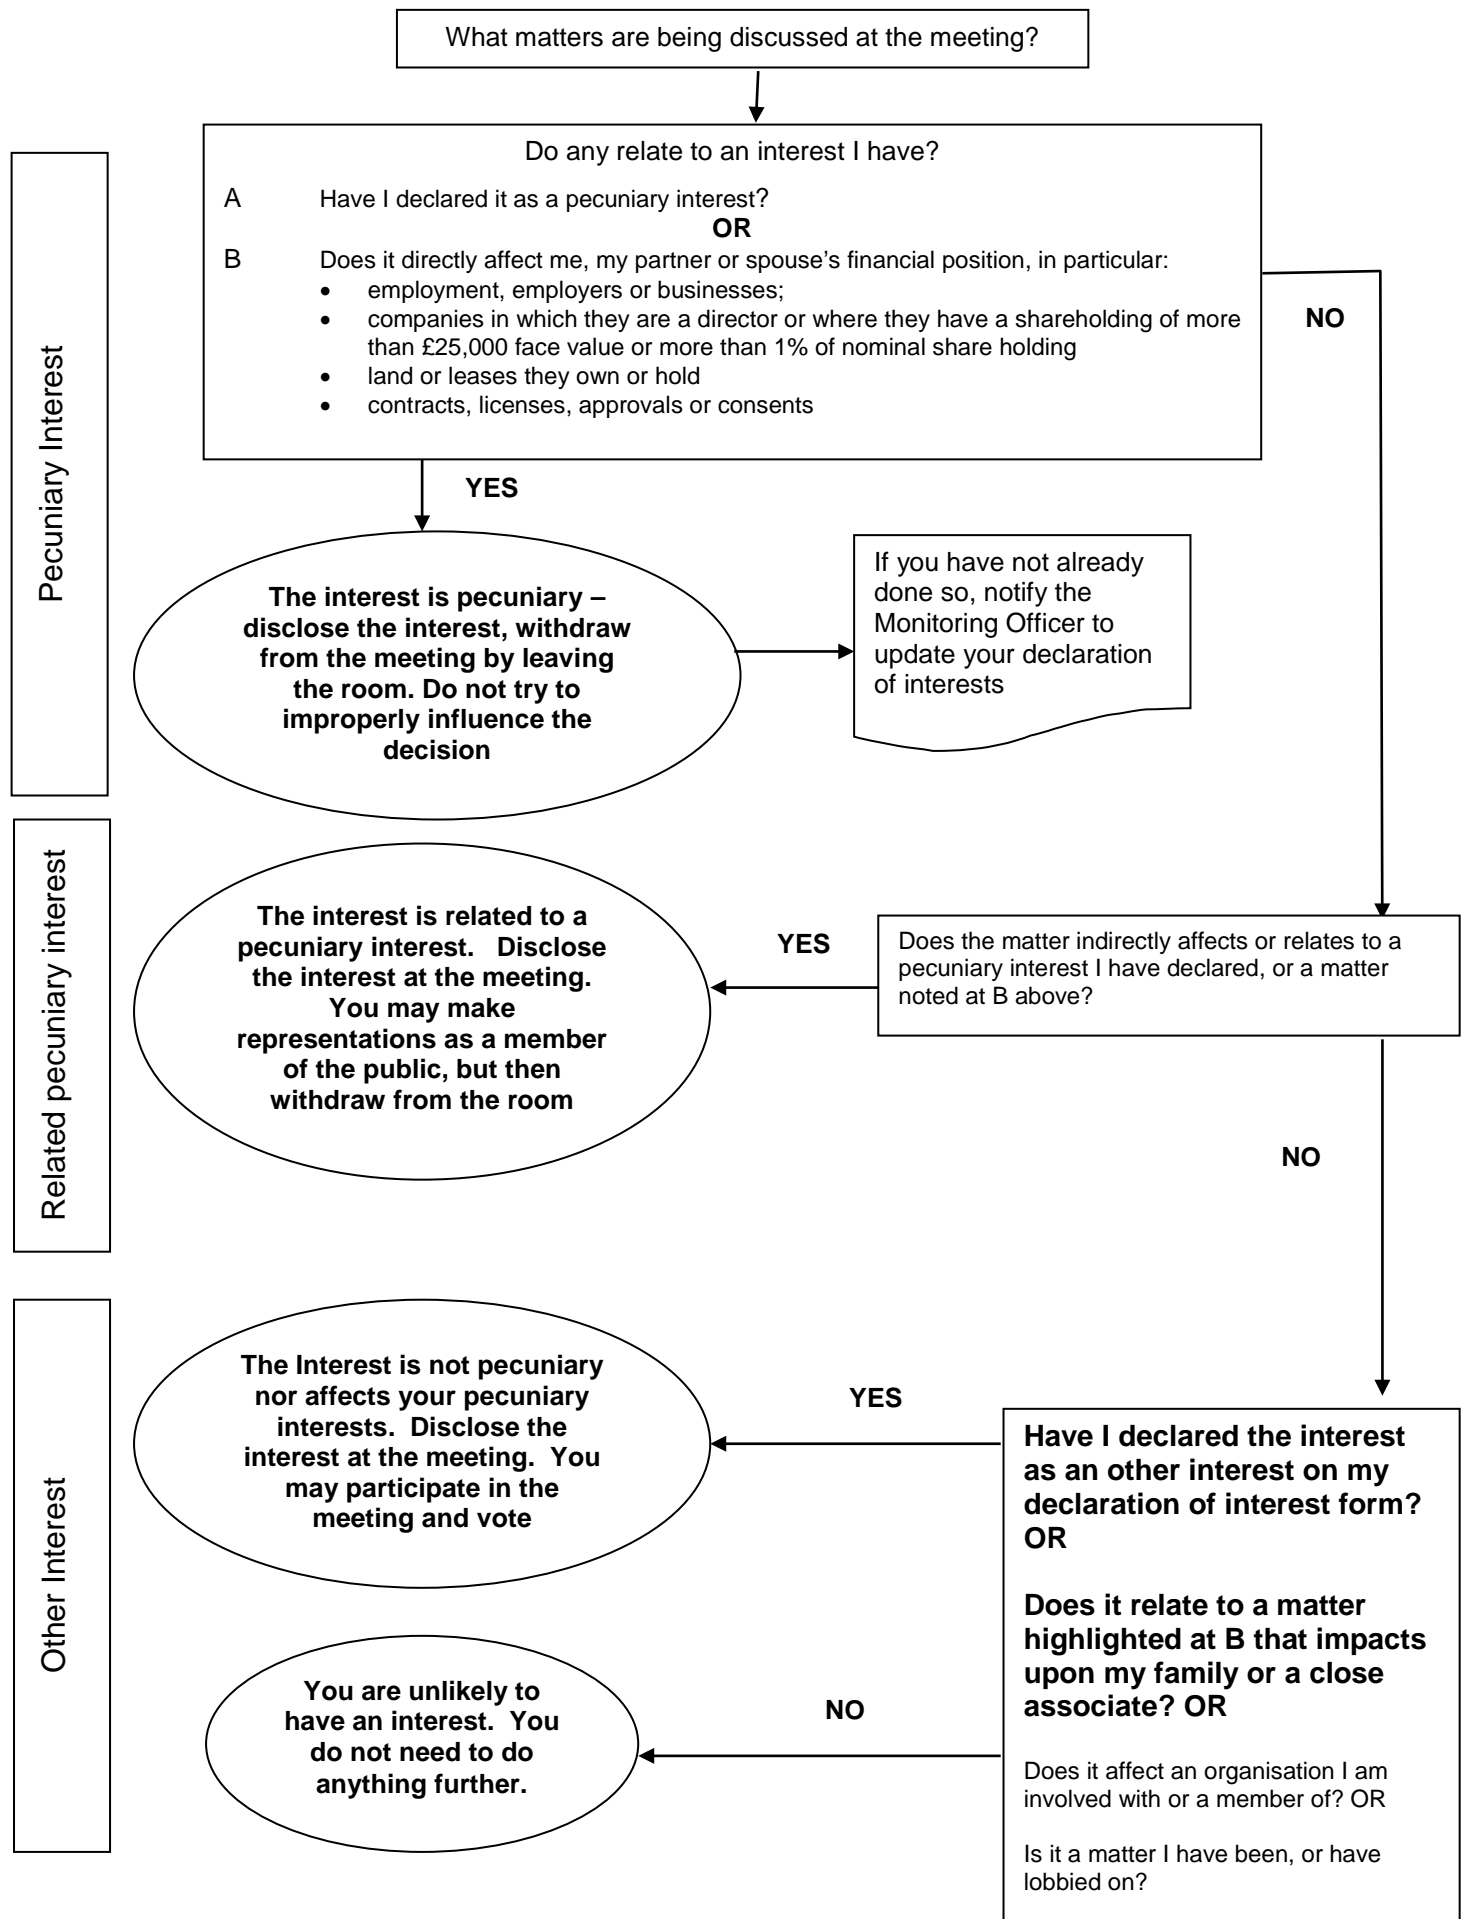 What matters are being discussed at the meeting?
Pecuniary Interest
Do any relate to an interest I have?
A Have I declared it as a pecuniary interest?
OR
B Does it directly affect me, my partner or spouse's financial position, in particular:
• employment, employers or businesses;
• companies in which they are a director or where they have a shareholding of more
than £25,000 face value or more than 1% of nominal share holding
• land or leases they own or hold
• contracts, licenses, approvals or consents
NO
YES
The interest is pecuniary –
disclose the interest, withdraw
from the meeting by leaving
the room. Do not try to
improperly influence the
decision
If you have not already
done so, notify the
Monitoring Officer to
update your declaration
of interests
Related pecuniary interest
The interest is related to a
pecuniary interest. Disclose
the interest at the meeting.
You may make
representations as a member
of the public, but then
withdraw from the room
YES
Does the matter indirectly affects or relates to a
pecuniary interest I have declared, or a matter
noted at B above?
NO
Other Interest
The Interest is not pecuniary
nor affects your pecuniary
interests. Disclose the
interest at the meeting. You
may participate in the
meeting and vote
YES
Have I declared the interest
as an other interest on my
declaration of interest form?
OR
Does it relate to a matter
highlighted at B that impacts
upon my family or a close
associate? OR
Does it affect an organisation I am
involved with or a member of? OR
Is it a matter I have been, or have
lobbied on?
NO
You are unlikely to
have an interest. You
do not need to do
anything further.